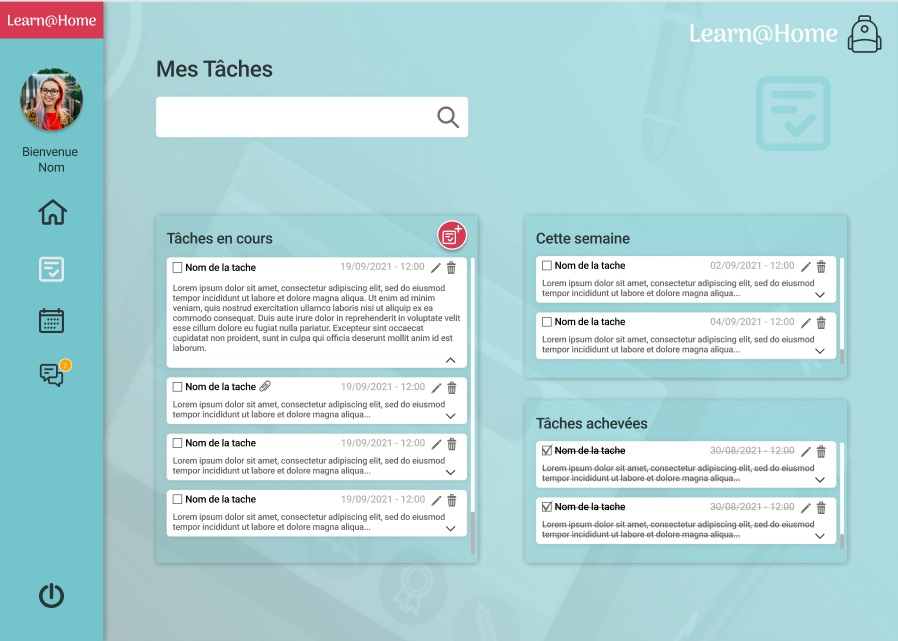 Learn@Home
Learn@Home
Bienvenue
Nom
Mes Tâches
Tâches en cours
Nom de la tache 19/09/2021 - 12:00
Lorem ipsum dolor sit amet, consectetur adipiscing elit, sed do eiusmod
tempor incididunt ut labore et dolore magna aliqua. Ut enim ad minim
veniam, quis nostrud exercitation ullamco laboris nisi ut aliquip ex ea
commodo consequat. Duis aute irure dolor in reprehenderit in voluptate velit
esse cillum dolore eu fugiat nulla pariatur. Excepteur sint occaecat
cupidatat non proident, sunt in culpa qui officia deserunt mollit anim id est
laborum.
Nom de la tache 19/09/2021 - 12:00
Lorem ipsum dolor sit amet, consectetur adipiscing elit, sed do eiusmod
tempor incididunt ut labore et dolore magna aliqua...
Nom de la tache 19/09/2021 - 12:00
Lorem ipsum dolor sit amet, consectetur adipiscing elit, sed do eiusmod
tempor incididunt ut labore et dolore magna aliqua...
Nom de la tache 19/09/2021 - 12:00
Lorem ipsum dolor sit amet, consectetur adipiscing elit, sed do eiusmod
tempor incididunt ut labore et dolore magna aliqua...
Cette semaine
Nom de la tache 02/09/2021 - 12:00
Lorem ipsum dolor sit amet, consectetur adipiscing elit, sed do eiusmod
tempor incididunt ut labore et dolore magna aliqua...
Nom de la tache 04/09/2021 - 12:00
Lorem ipsum dolor sit amet, consectetur adipiscing elit, sed do eiusmod
tempor incididunt ut labore et dolore magna aliqua...
Tâches achevées
Nom de la tache 30/08/2021 - 12:00
Lorem ipsum dolor sit amet, consectetur adipiscing elit, sed do eiusmod
tempor incididunt ut labore et dolore magna aliqua...
Nom de la tache 30/08/2021 - 12:00
Lorem ipsum dolor sit amet, consectetur adipiscing elit, sed do eiusmod
tempor incididunt ut labore et dolore magna aliqua...